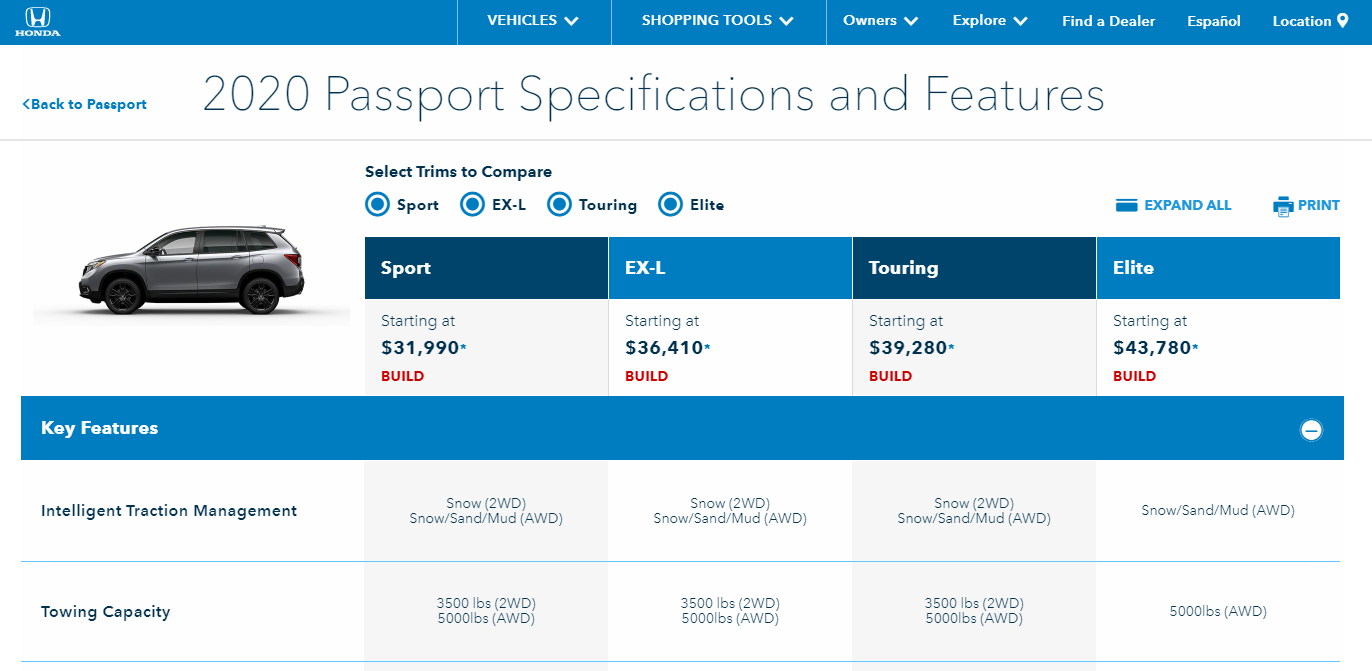 HONDA
VEHICLES
SHOPPING TOOLS
Owners
Explore
Find a Dealer
Español
Location
<Back to Passport
2020 Passport Specifications and Features
Select Trims to Compare
Sport
EX-L
Touring
Elite
EXPAND ALL
PRINT
Sport
EX-L
Touring
Elite
Starting at
$31,990*
BUILD
Starting at
$36,410*
BUILD
Starting at
$39,280*
BUILD
Starting at
$43,780*
BUILD
Key Features
Intelligent Traction Management
Snow (2WD)
Snow/Sand/Mud (AWD)
Snow (2WD)
Snow/Sand/Mud (AWD)
Snow (2WD)
Snow/Sand/Mud (AWD)
Snow/Sand/Mud (AWD)
Towing Capacity
3500 lbs (2WD)
5000lbs (AWD)
3500 lbs (2WD)
5000lbs (AWD)
3500 lbs (2WD)
5000lbs (AWD)
5000lbs (AWD)